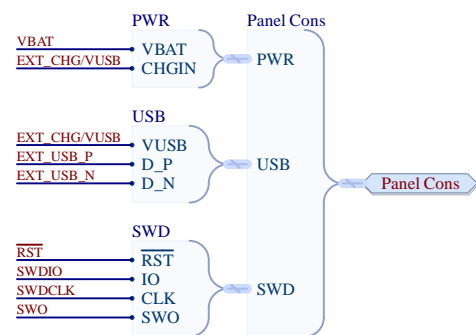 PWR Panel Cons
VBAT VBAT
EXT_CHG/VUSB CHGIN PWR
USB
EXT_CHG/VUSB VUSB
EXT_USB_P D_P USB
EXT_USB_N D_N
Panel Cons
SWD
RST RST
SWDIO IO
SWDCLK CLK SWD
SWO SWO